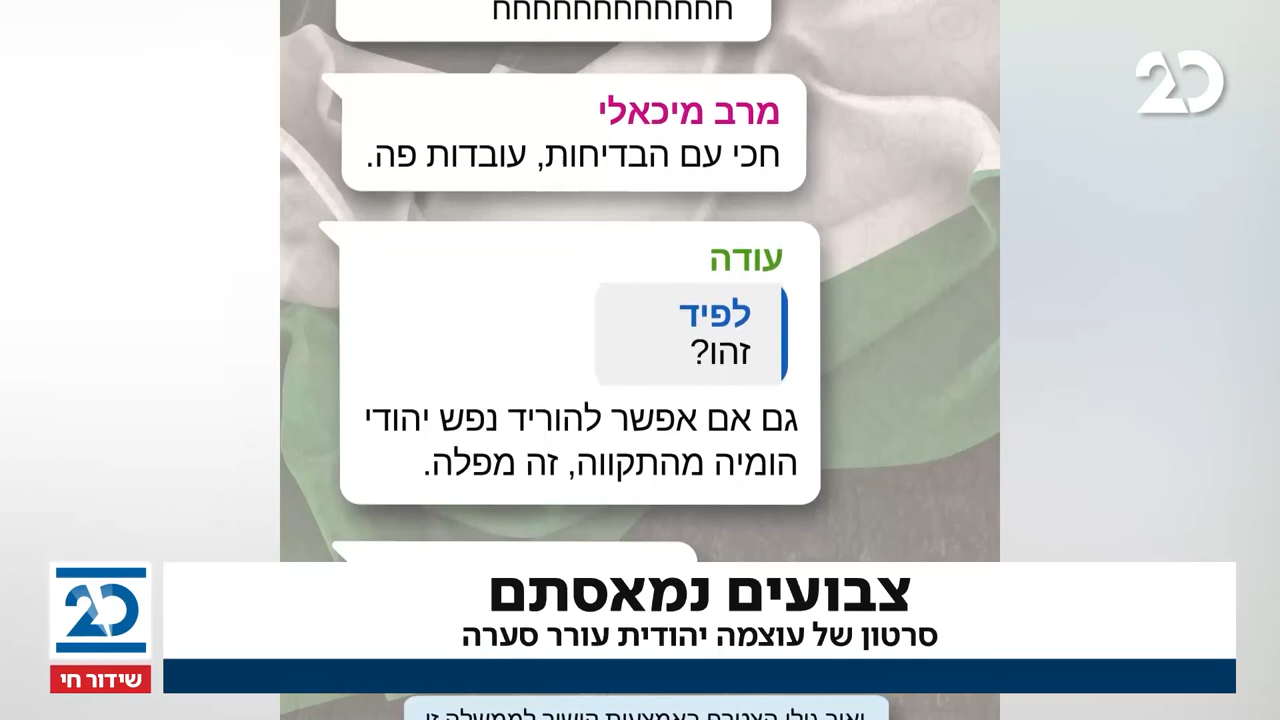 חחחחחחחחחחחח
20
מרב מיכאלי
חכי עם הבדיחות, עובדות פה.
עודה
לפיד
זהו?
גם אם אפשר להוריד נפש יהודי
הומיה מהתקווה, זה מפלה.
צבועים נמאסתם
סרטון של עוצמה יהודית עורר סערה
20
שידור חי